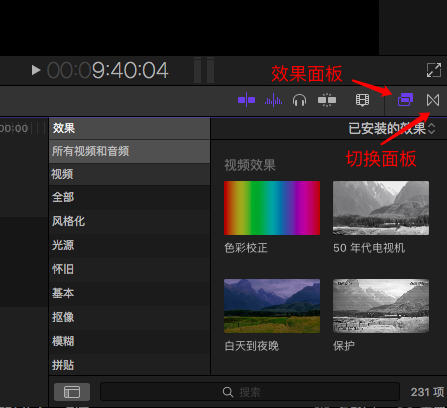 效果面板
00:09:40:04
切换面板
00:00
效果
已安装的效果
所有视频和音频
视频
全部
风格化
光源
怀旧
基本
抠像
模糊
拼贴
视频效果
色彩校正
50 年代电视机
白天到夜晚
保护
搜索
231 项